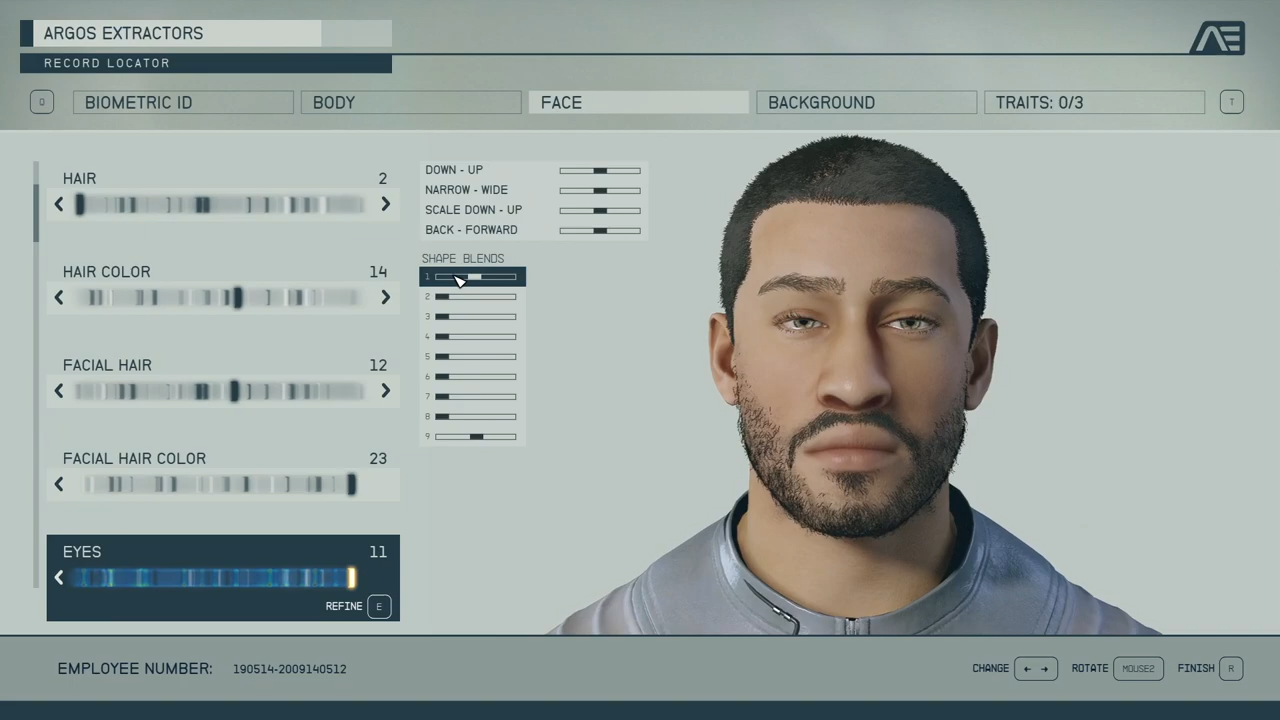 ARGOS EXTRACTORS
RECORD LOCATOR
AE
Q
BIOMETRIC ID
BODY
FACE
BACKGROUND
TRAITS: 0/3
T
HAIR
2
HAIR COLOR
14
FACIAL HAIR
12
FACIAL HAIR COLOR
23
EYES
11
REFINE E
DOWN - UP
NARROW - WIDE
SCALE DOWN - UP
BACK - FORWARD
SHAPE BLENDS
1
2
3
4
5
6
7
8
9
EMPLOYEE NUMBER: 190514-2009140512
CHANGE
ROTATE MOUSE2
FINISH R